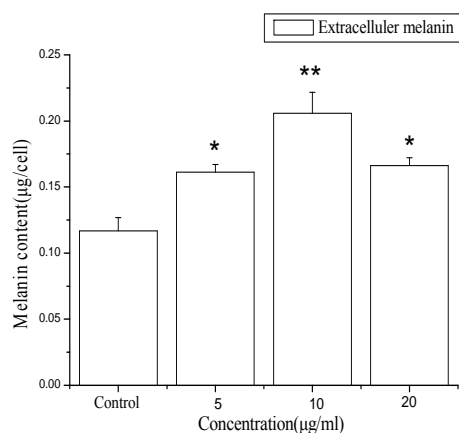 Extracelluler melanin
0.25
0.20
0.15
0.10
0.05
0.00
Melanin content(μg/cell)
*
**
*
Control 5 10 20
Concentration(μg/ml)